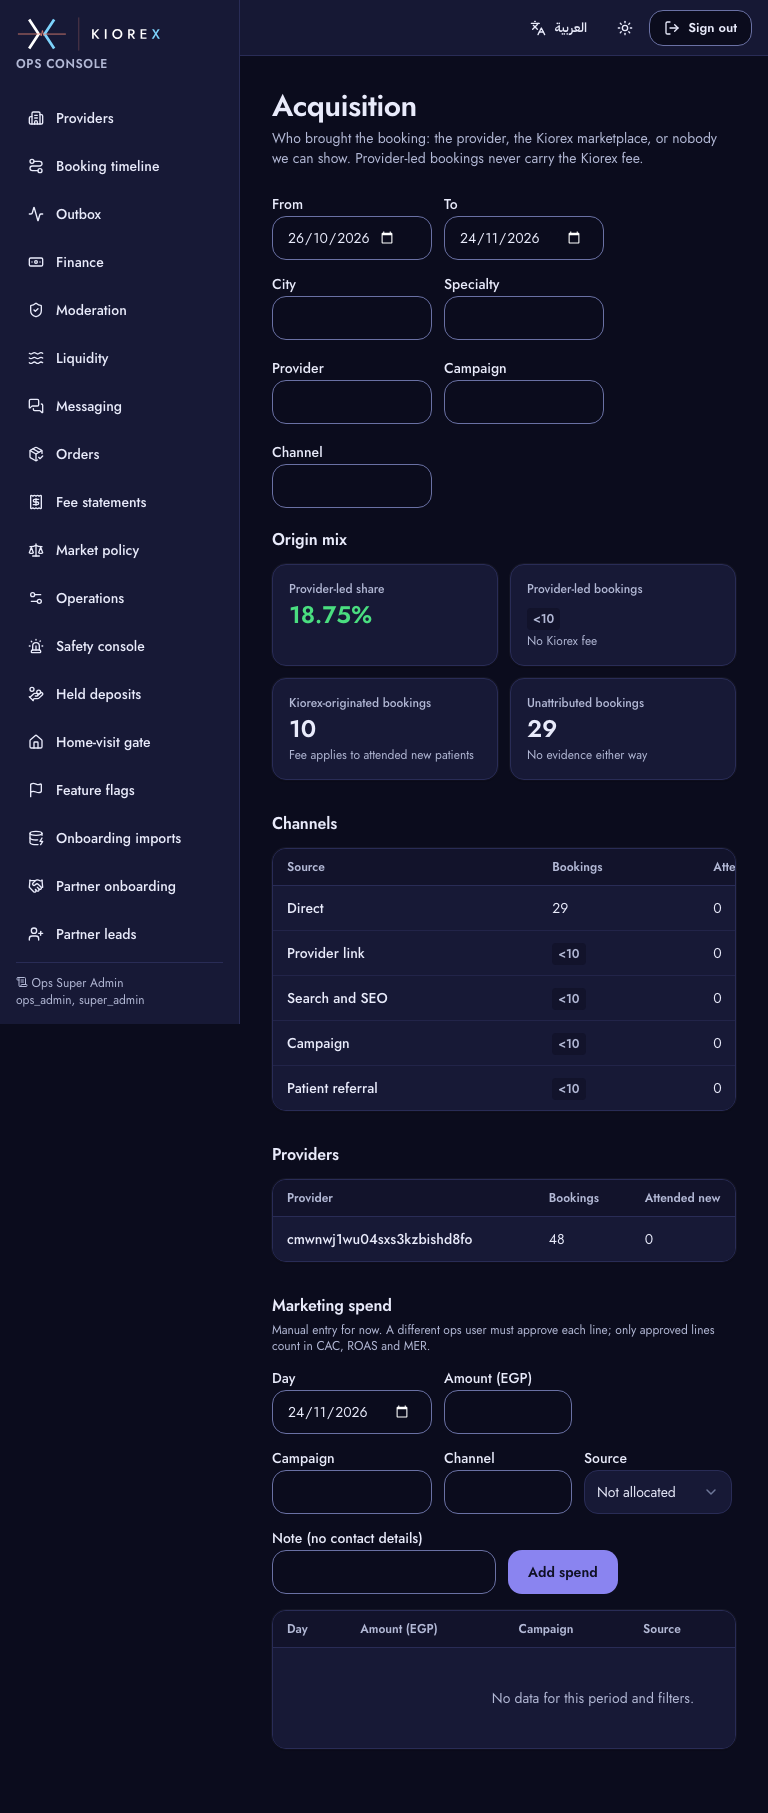 KIOREX
OPS CONSOLE
العربية
Sign out
Providers
Booking timeline
Outbox
Finance
Moderation
Liquidity
Messaging
Orders
Fee statements
Market policy
Operations
Safety console
Held deposits
Home-visit gate
Feature flags
Onboarding imports
Partner onboarding
Partner leads
Ops Super Admin
ops_admin, super_admin
Acquisition
Who brought the booking: the provider, the Kiorex marketplace, or nobody
we can show. Provider-led bookings never carry the Kiorex fee.
From To
26/10/2026 24/11/2026
City Specialty
Provider Campaign
Channel
Origin mix
Provider-led share
18.75%
Provider-led bookings
<10
No Kiorex fee
Kiorex-originated bookings
10
Fee applies to attended new patients
Unattributed bookings
29
No evidence either way
Channels
Source Bookings Atte
Direct 29 0
Provider link <10 0
Search and SEO <10 0
Campaign <10 0
Patient referral <10 0
Providers
Provider Bookings Attended new
cmwnwj1wu04sxs3kzbishd8fo 48 0
Marketing spend
Manual entry for now. A different ops user must approve each line; only approved lines
count in CAC, ROAS and MER.
Day Amount (EGP)
24/11/2026
Campaign Channel Source
Not allocated
Note (no contact details)
Add spend
Day Amount (EGP) Campaign Source
No data for this period and filters.